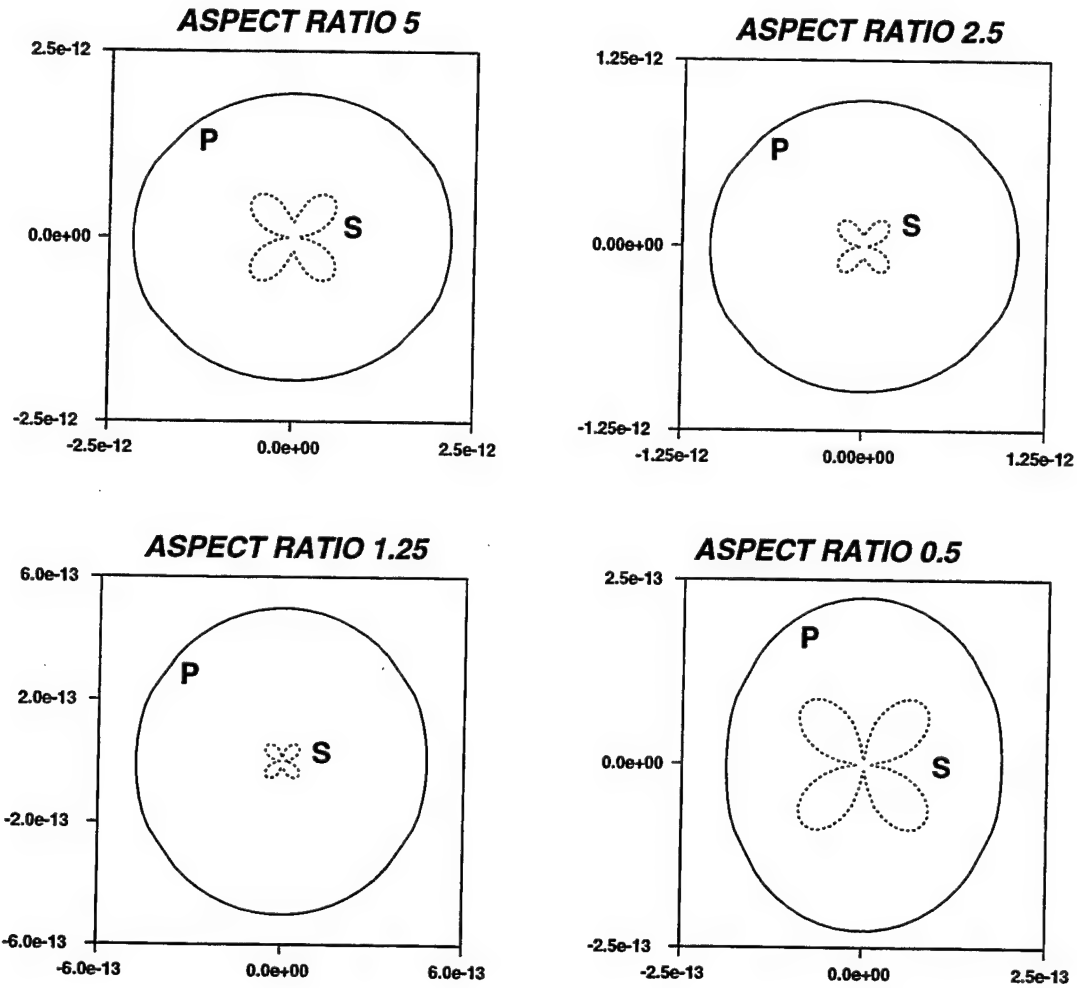 ASPECT RATIO 5
2.5e-12
P
S
0.0e+00
-2.5e-12
-2.5e-12 0.0e+00 2.5e-12
ASPECT RATIO 2.5
1.25e-12
P
S
0.00e+00
-1.25e-12
-1.25e-12 0.00e+00 1.25e-12
ASPECT RATIO 1.25
6.0e-13
P
2.0e-13
S
-2.0e-13
-6.0e-13
-6.0e-13 0.0e+00 6.0e-13
ASPECT RATIO 0.5
2.5e-13
P
0.0e+00
S
-2.5e-13
-2.5e-13 0.0e+00 2.5e-13